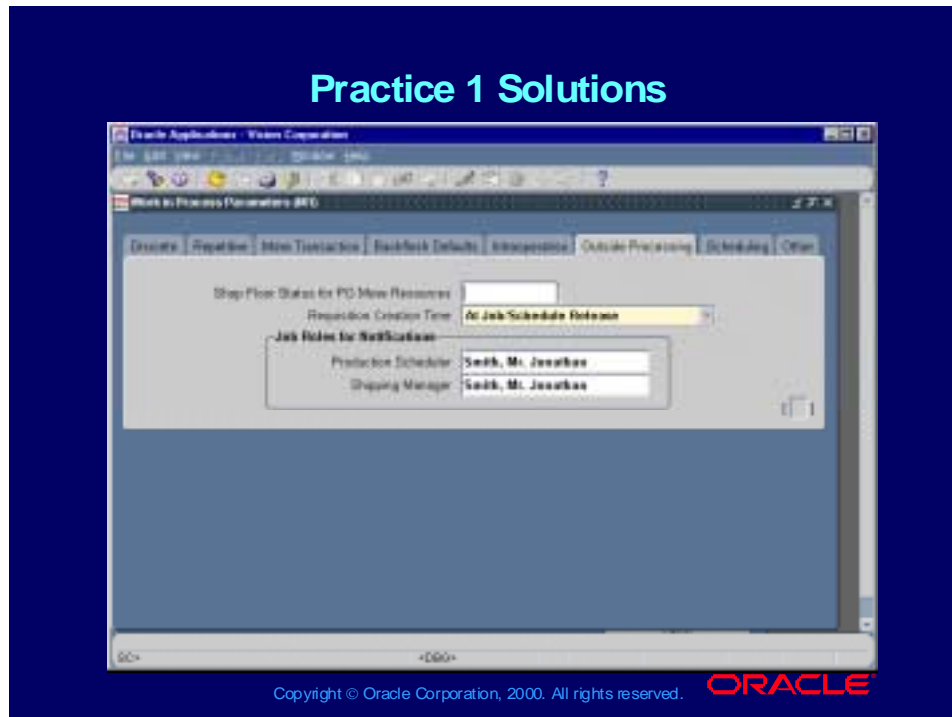 Practice 1 Solutions
Oracle Applications - Vision Corporation
File Edit View Window Help
Work in Process Parameters (M1)
Discrete Repetitive Move Transaction Backflush Defaults Intraoperation Outside Processing Scheduling Other
Shop Floor Status for PO Move Resources
Requisition Creation Time At Job/Schedule Release
Job Roles for Notifications
Production Scheduler Smith, Mr. Jonathan
Shipping Manager Smith, Mr. Jonathan
[ ]
<DBG>
Copyright © Oracle Corporation, 2000. All rights reserved. ORACLE